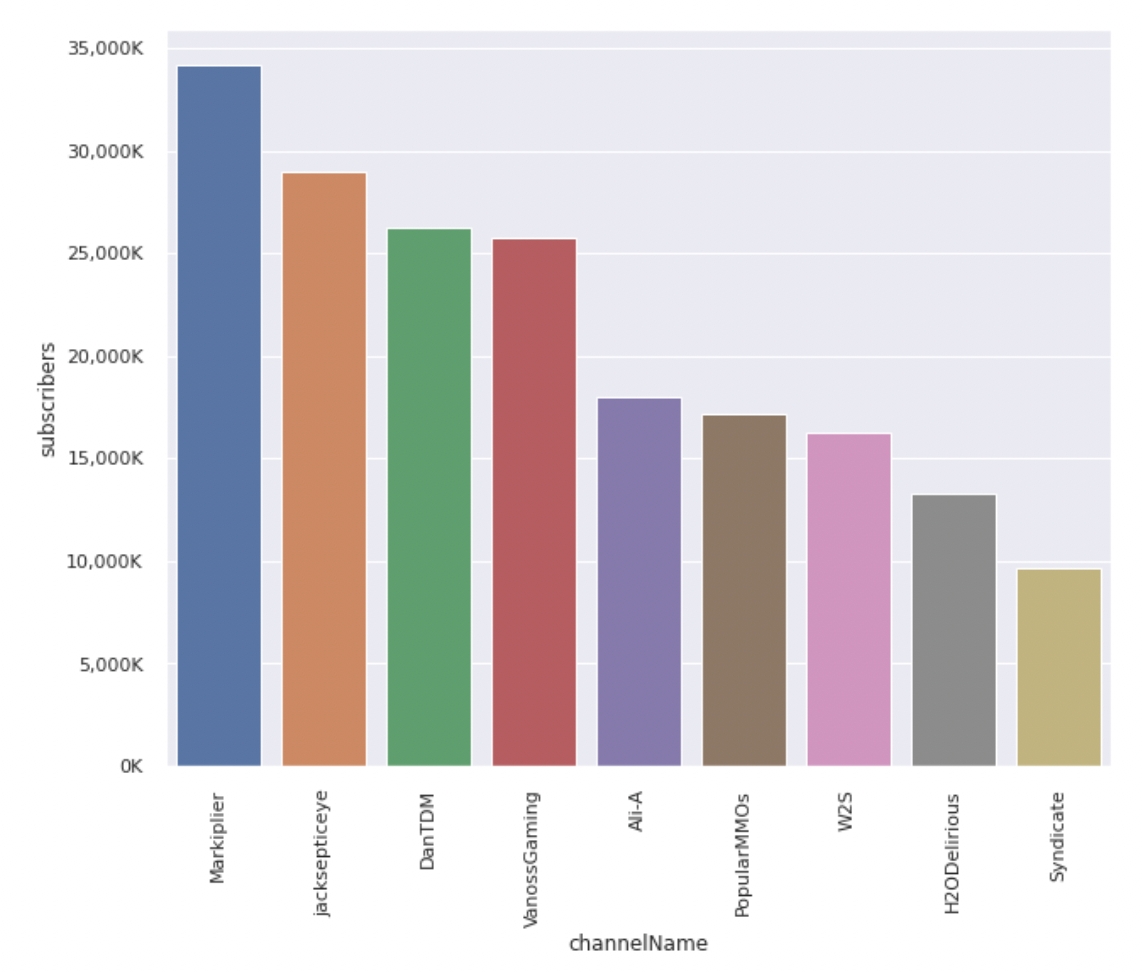 35,000K
30,000K
25,000K
20,000K
15,000K
10,000K
5,000K
0K
subscribers
Markiplier
jacksepticeye
DanTDM
VanossGaming
Ali-A
PopularMMOs
W2S
H2ODelirious
Syndicate
channelName